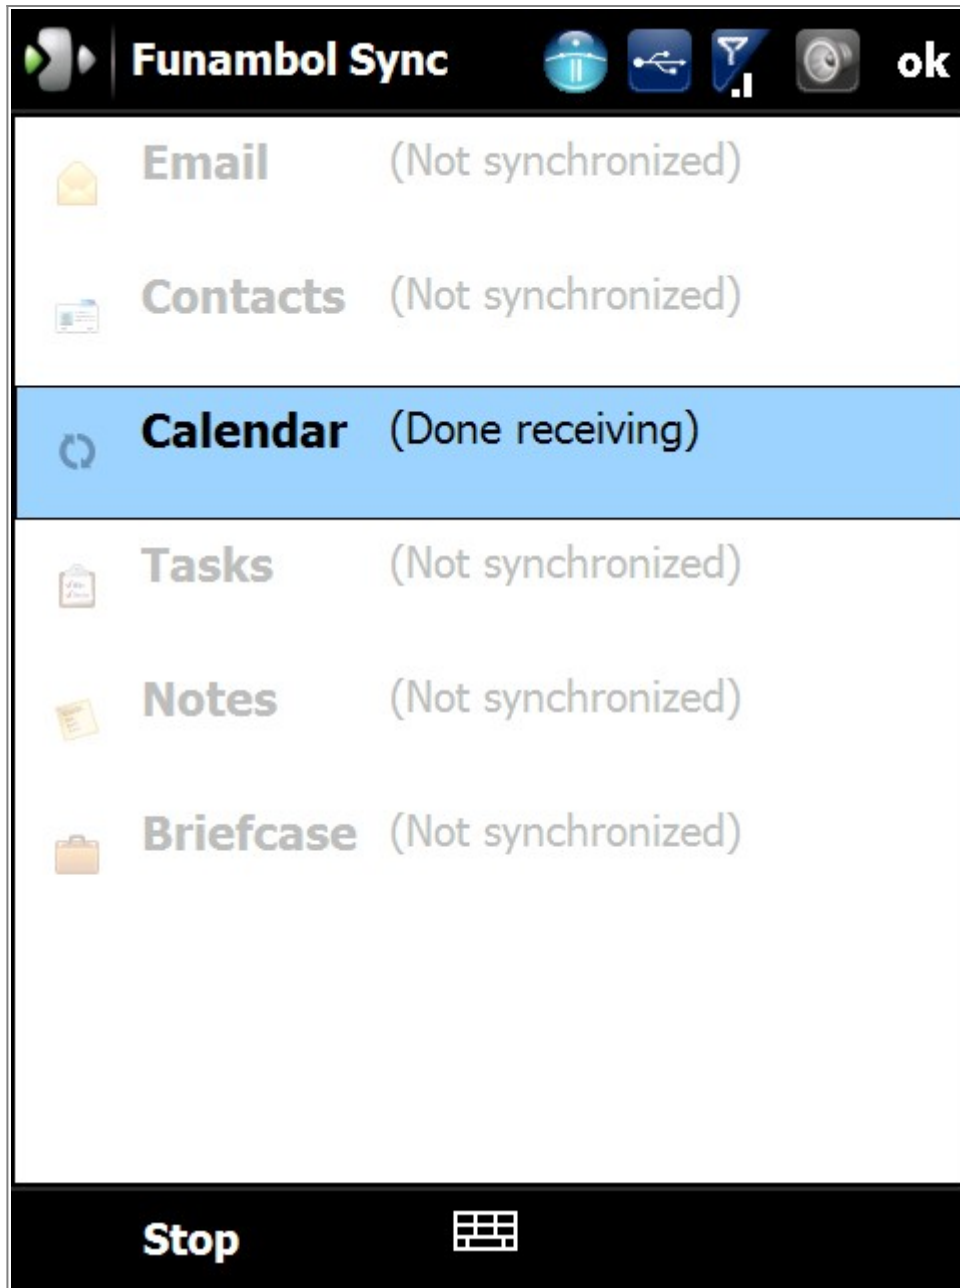 Funambol Sync ok
Email (Not synchronized)
Contacts (Not synchronized)
Calendar (Done receiving)
Tasks (Not synchronized)
Notes (Not synchronized)
Briefcase (Not synchronized)
Stop